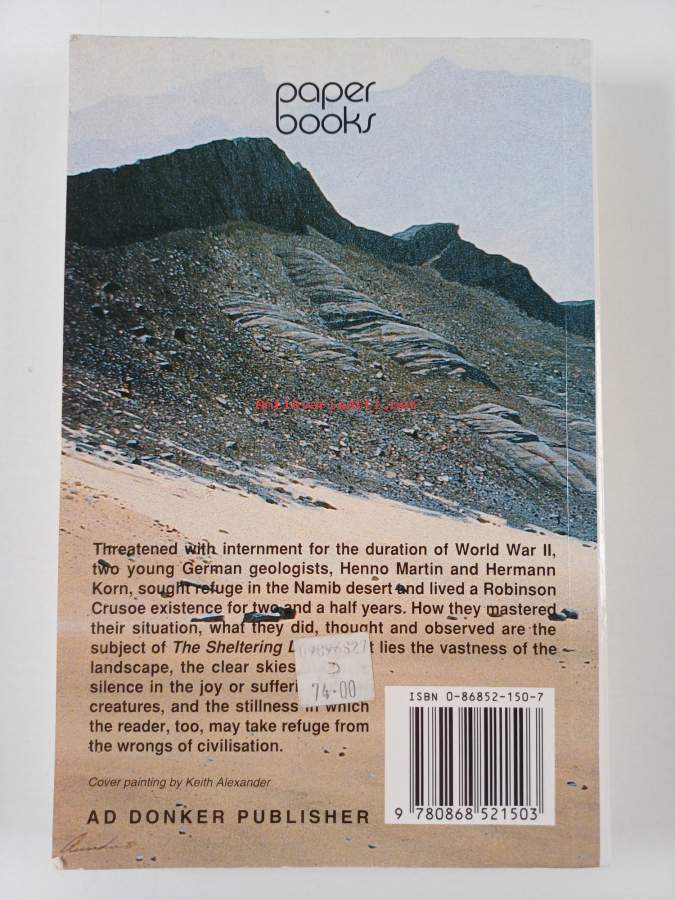 paper
books
Antikvariaatti.net
Threatened with internment for the duration of World War II,
two young German geologists, Henno Martin and Hermann
Korn, sought refuge in the Namib desert and lived a Robinson
Crusoe existence for two and a half years. How they mastered
their situation, what they did, thought and observed are the
subject of The Sheltering t lies the vastness of the
landscape, the clear skies
silence in the joy or
creatures, and the stillness in which
the reader, too, may take refuge from
the wrongs of civilisation.
74.00
ISBN 0-86852-150-7
9 780868 521503
Cover painting by Keith Alexander
AD DONKER PUBLISHER